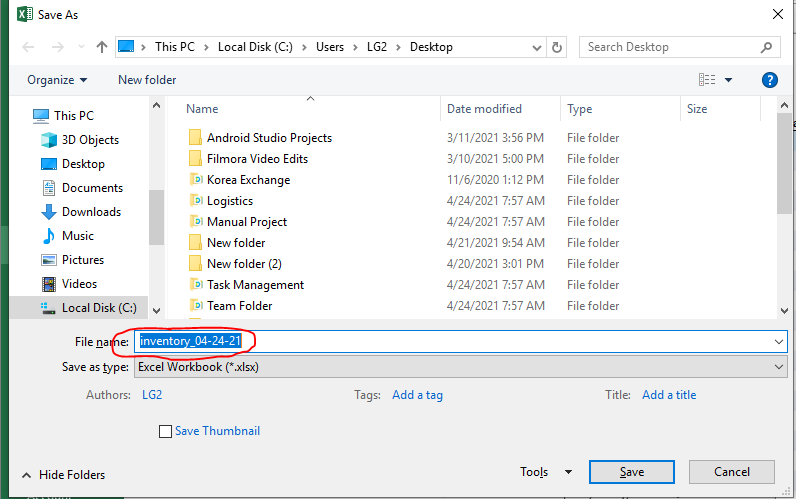 Save As
This PC > Local Disk (C:) > Users > LG2 > Desktop
Search Desktop
Organize
New folder
?
Name
Date modified
Type
Size
This PC
3D Objects
Desktop
Documents
Downloads
Music
Pictures
Videos
Local Disk (C:)
Android Studio Projects 3/11/2021 3:56 PM File folder
Filmora Video Edits 3/10/2021 5:00 PM File folder
Korea Exchange 11/6/2020 1:12 PM File folder
Logistics 4/24/2021 7:57 AM File folder
Manual Project 4/24/2021 7:57 AM File folder
New folder 4/21/2021 9:54 AM File folder
New folder (2) 4/20/2021 3:01 PM File folder
Task Management 4/24/2021 7:57 AM File folder
Team Folder 4/24/2021 7:57 AM File folder
File name: inventory_04-24-21
Save as type: Excel Workbook (*.xlsx)
Authors: LG2
Tags: Add a tag
Title: Add a title
Save Thumbnail
Hide Folders
Tools
Save
Cancel